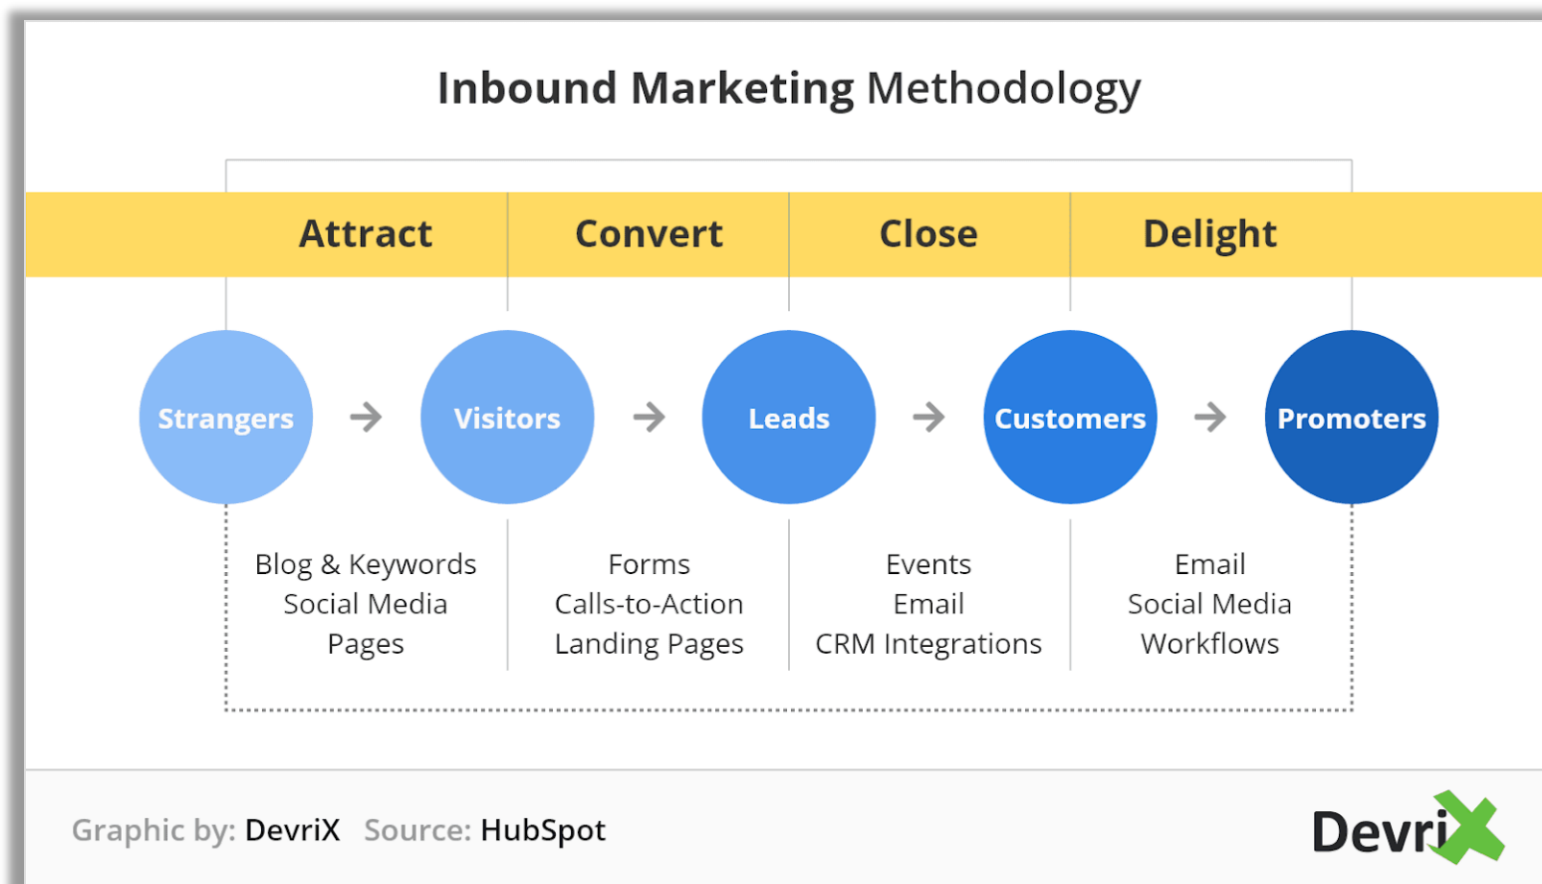 Inbound Marketing Methodology
Attract
Convert
Close
Delight
Strangers
Visitors
Leads
Customers
Promoters
Blog & Keywords
Social Media
Pages
Forms
Calls-to-Action
Landing Pages
Events
Email
CRM Integrations
Email
Social Media
Workflows
Graphic by: DevriX Source: HubSpot
DevriX